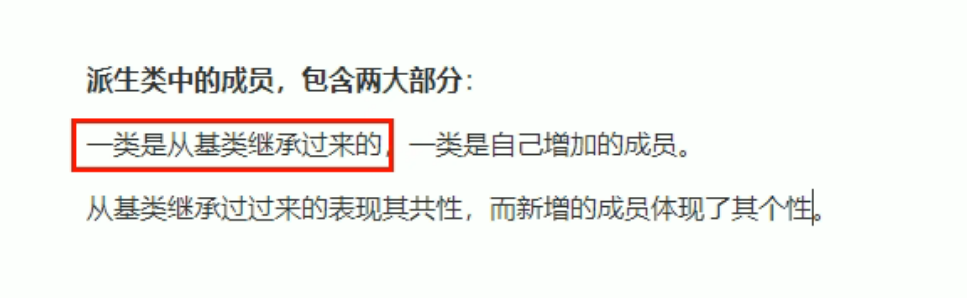 派生类中的成员，包含两大部分：
一类是从基类继承过来的，一类是自己增加的成员。
从基类继承过过来的表现其共性，而新增的成员体现了其个性。